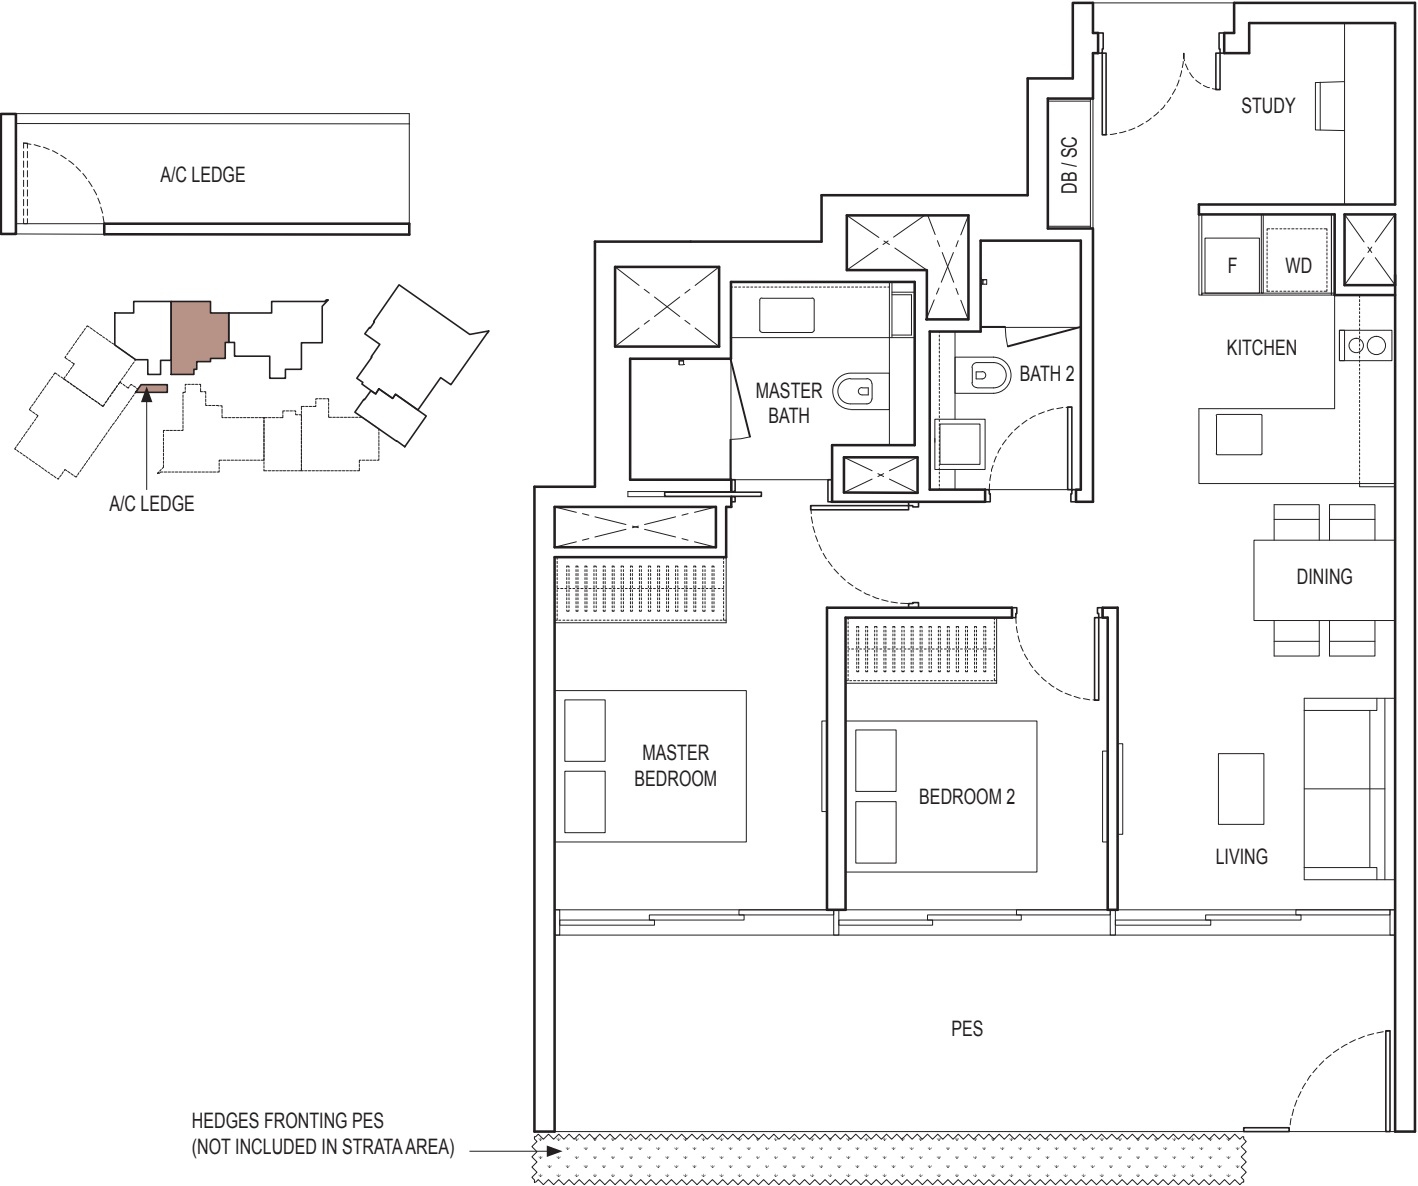 STUDY
DB / SC
A/C LEDGE
F
WD
KITCHEN
BATH 2
MASTER
BATH
A/C LEDGE
DINING
MASTER
BEDROOM
BEDROOM 2
LIVING
PES
HEDGES FRONTING PES
(NOT INCLUDED IN STRATA AREA)